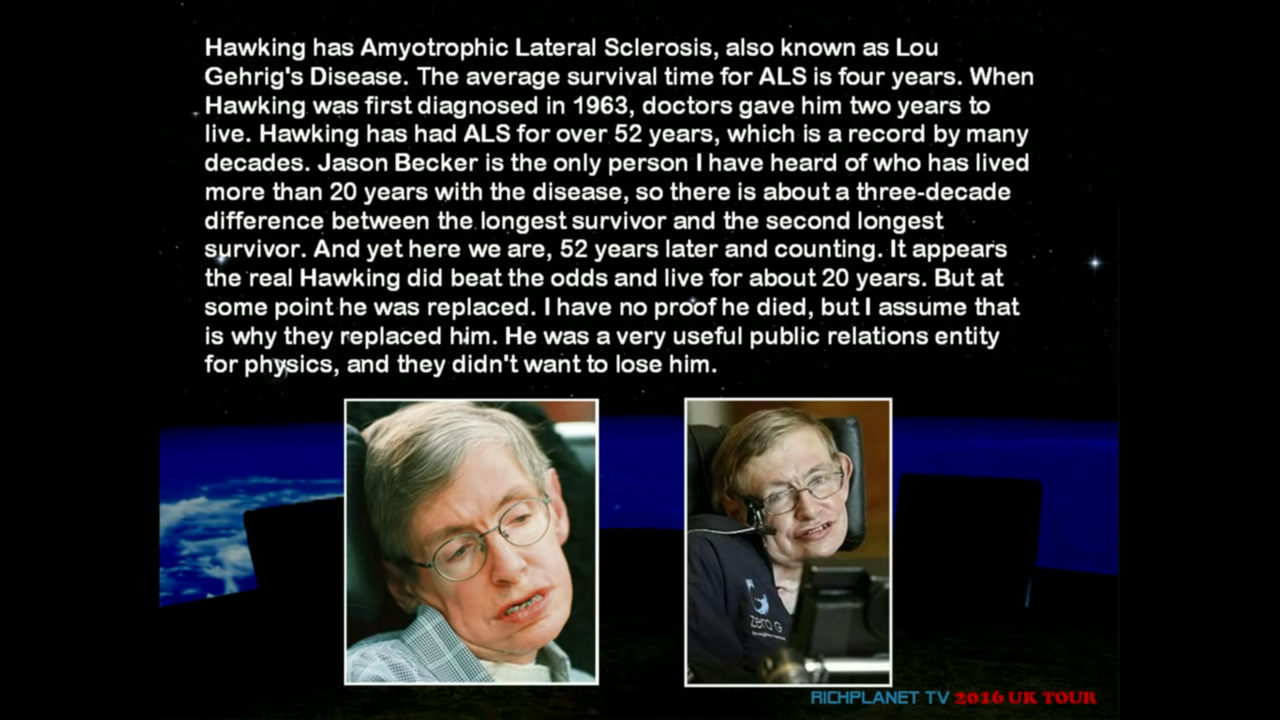 Hawking has Amyotrophic Lateral Sclerosis, also known as Lou
Gehrig's Disease. The average survival time for ALS is four years. When
Hawking was first diagnosed in 1963, doctors gave him two years to
live. Hawking has had ALS for over 52 years, which is a record by many
decades. Jason Becker is the only person I have heard of who has lived
more than 20 years with the disease, so there is about a three-decade
difference between the longest survivor and the second longest
survivor. And yet here we are, 52 years later and counting. It appears
the real Hawking did beat the odds and live for about 20 years. But at
some point he was replaced. I have no proof he died, but I assume that
is why they replaced him. He was a very useful public relations entity
for physics, and they didn't want to lose him.
zero G
RICHPLANET TV 2016 UK TOUR